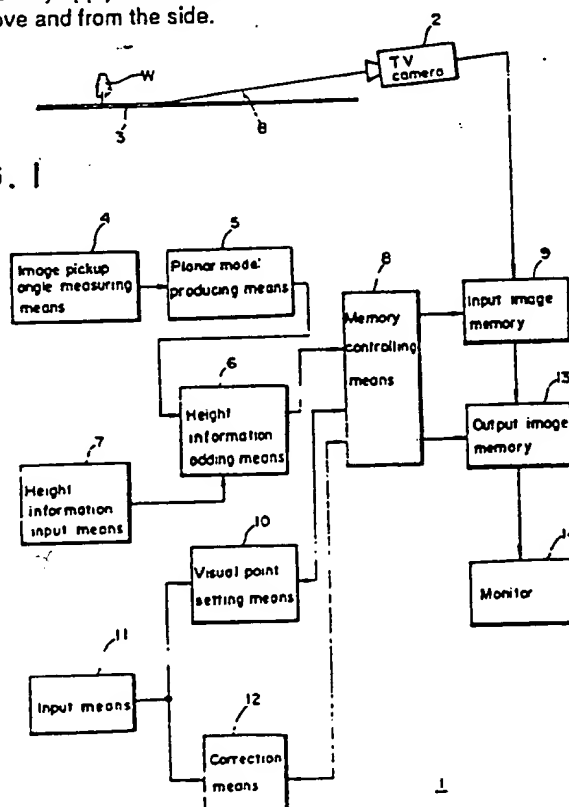 ove and from the side.
2
TV
camera
W
3
8
. 1
4
Image pickup
angle measuring
means
5
Planar mode:
producing means
8
Memory
controlling
means
9
Input image
memory
6
Height
information
adding means
13
Output image
memory
7
Height
information
input means
10
Visual point
setting means
14
Monitor
11
Input means
12
Correction
means
1